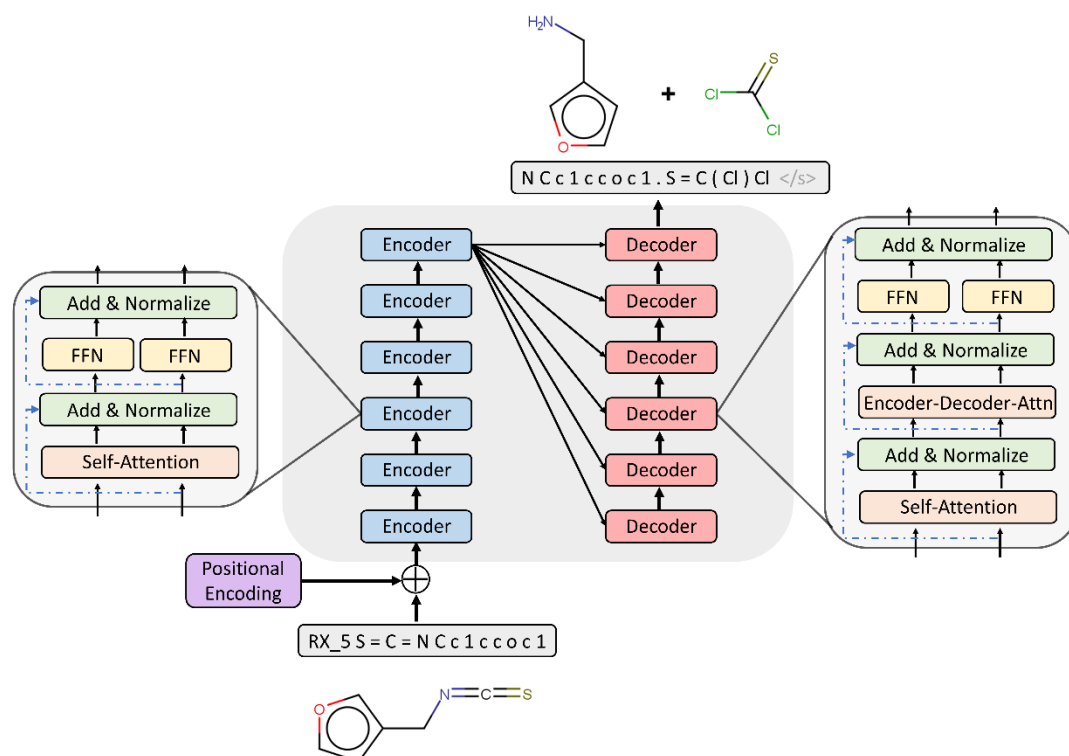 H₂N
S
Cl
Cl
O
+
N C c 1 c c o c 1 . S = C ( Cl ) Cl </s>
Encoder
Encoder
Encoder
Encoder
Encoder
Encoder
Decoder
Decoder
Decoder
Decoder
Decoder
Decoder
Add & Normalize
FFN FFN
Add & Normalize
Self-Attention
Add & Normalize
FFN FFN
Add & Normalize
Encoder-Decoder-Attn
Add & Normalize
Self-Attention
Positional
Encoding
RX_5 S = C = N C c 1 c c o c 1
N C S
O